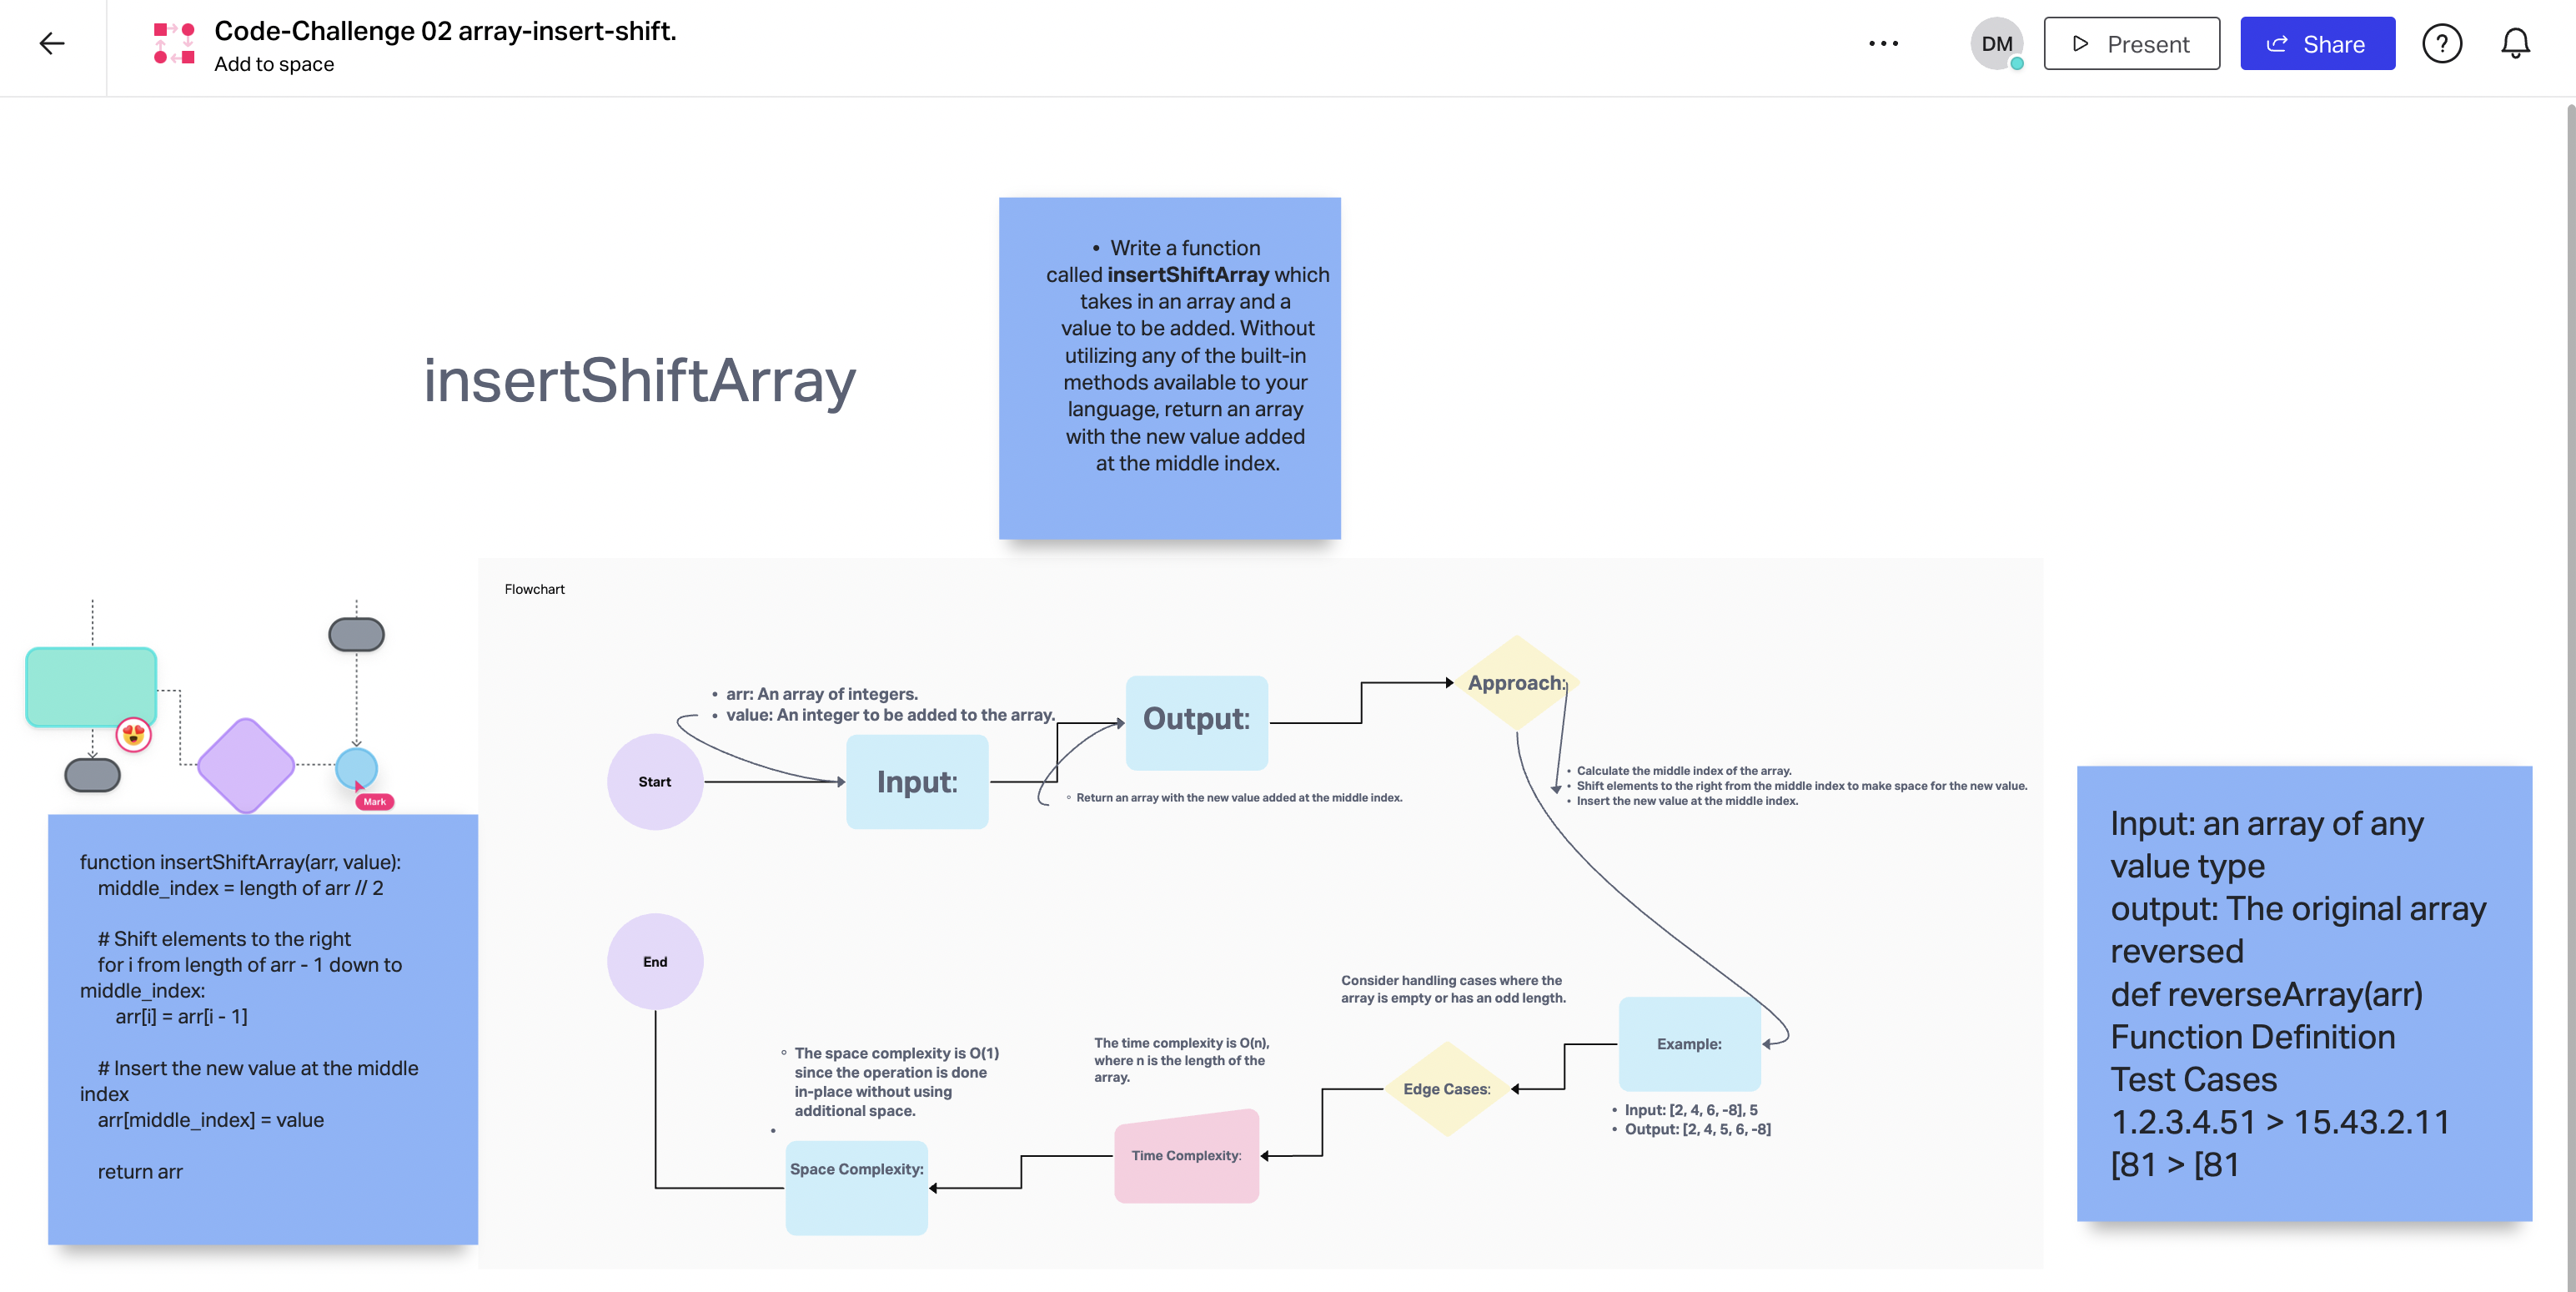 Code-Challenge 02 array-insert-shift.
Add to space
DM
Present
Share
?
• Write a function
called insertShiftArray which
takes in an array and a
value to be added. Without
utilizing any of the built-in
methods available to your
language, return an array
with the new value added
at the middle index.
insertShiftArray
Flowchart
• arr: An array of integers.
• value: An integer to be added to the array.
Start
Input:
Output:
◦ Return an array with the new value added at the middle index.
Approach:
• Calculate the middle index of the array.
• Shift elements to the right from the middle index to make space for the new value.
• Insert the new value at the middle index.
Mark
function insertShiftArray(arr, value):
middle_index = length of arr // 2
# Shift elements to the right
for i from length of arr - 1 down to
middle_index:
arr[i] = arr[i - 1]
# Insert the new value at the middle
index
arr[middle_index] = value
return arr
End
◦ The space complexity is O(1)
since the operation is done
in-place without using
additional space.
•
Space Complexity:
The time complexity is O(n),
where n is the length of the
array.
Time Complexity:
Consider handling cases where the
array is empty or has an odd length.
Edge Cases:
Example:
• Input: [2, 4, 6, -8], 5
• Output: [2, 4, 5, 6, -8]
Input: an array of any
value type
output: The original array
reversed
def reverseArray(arr)
Function Definition
Test Cases
1.2.3.4.51 > 15.43.2.11
[81 > [81